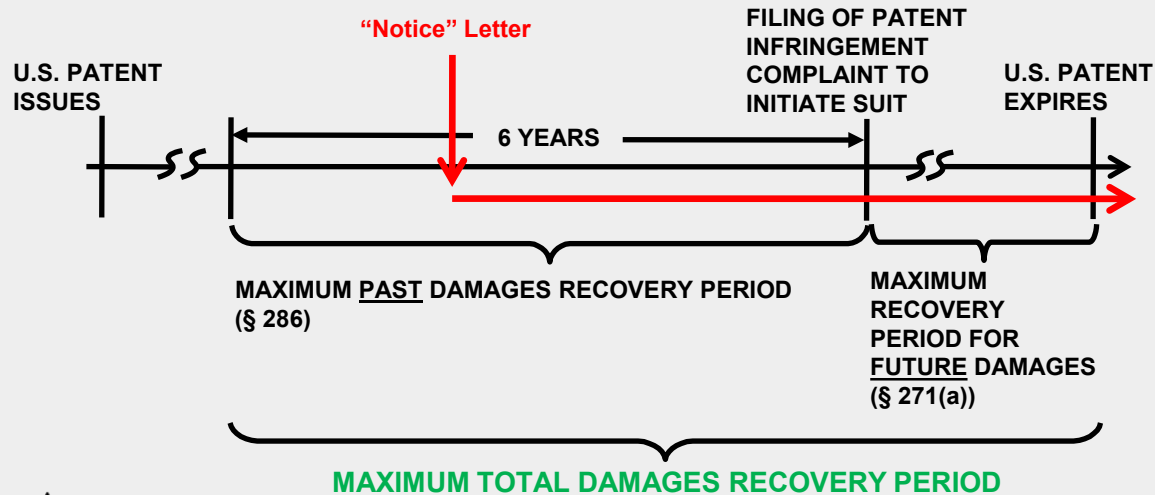 "Notice" Letter
U.S. PATENT
ISSUES
FILING OF PATENT
INFRINGEMENT
COMPLAINT TO
INITIATE SUIT
U.S. PATENT
EXPIRES
6 YEARS
MAXIMUM PAST DAMAGES RECOVERY PERIOD
(§ 286)
MAXIMUM
RECOVERY
PERIOD FOR
FUTURE DAMAGES
(§ 271(a))
MAXIMUM TOTAL DAMAGES RECOVERY PERIOD